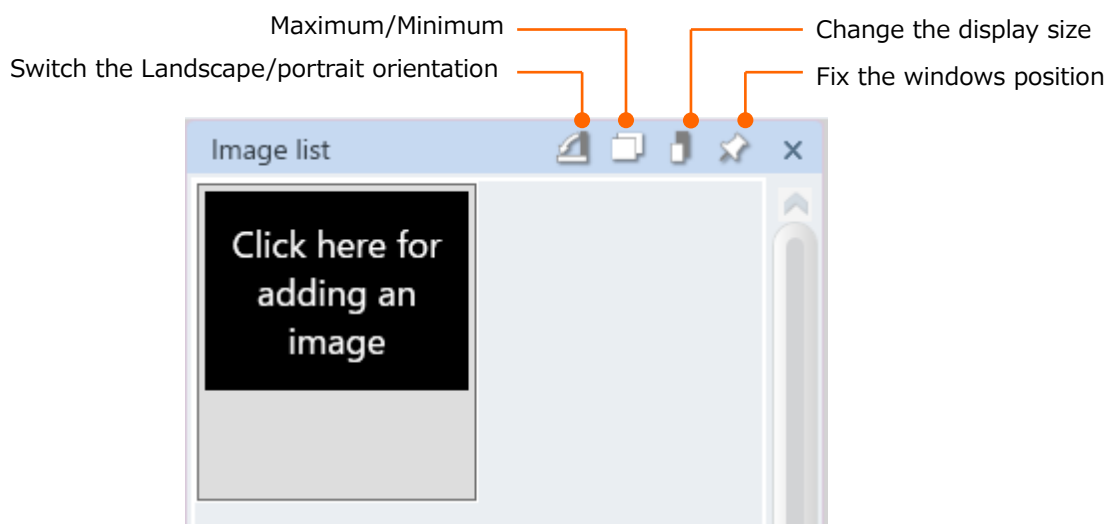 Maximum/Minimum
Change the display size
Switch the Landscape/portrait orientation
Fix the windows position
Image list
Click here for
adding an
image